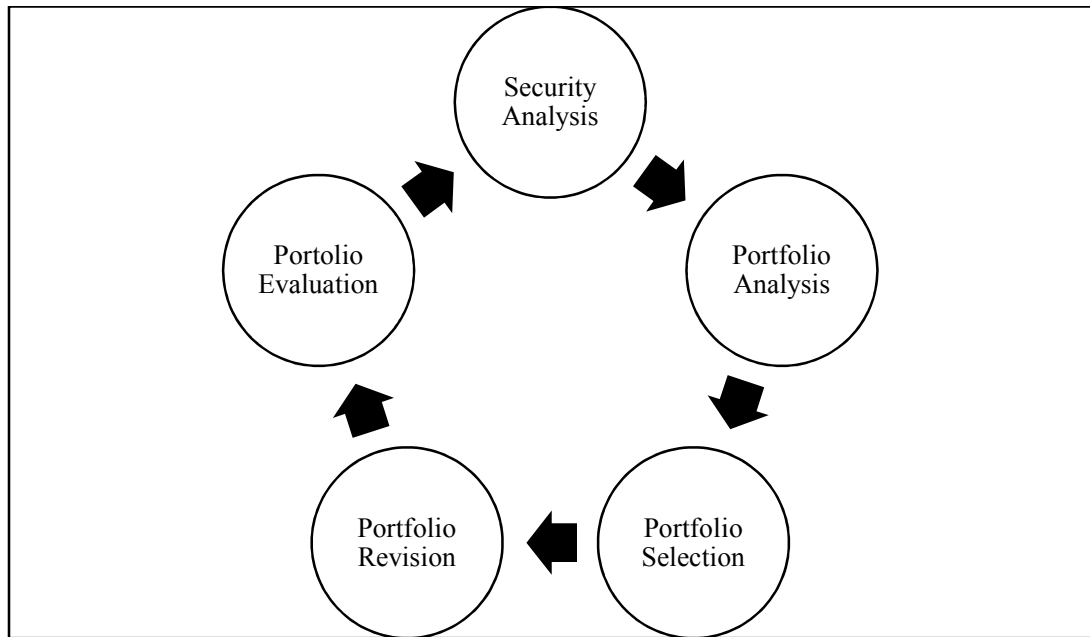 Security
Analysis
Portfolio
Analysis
Portfolio
Selection
Portfolio
Revision
Portolio
Evaluation